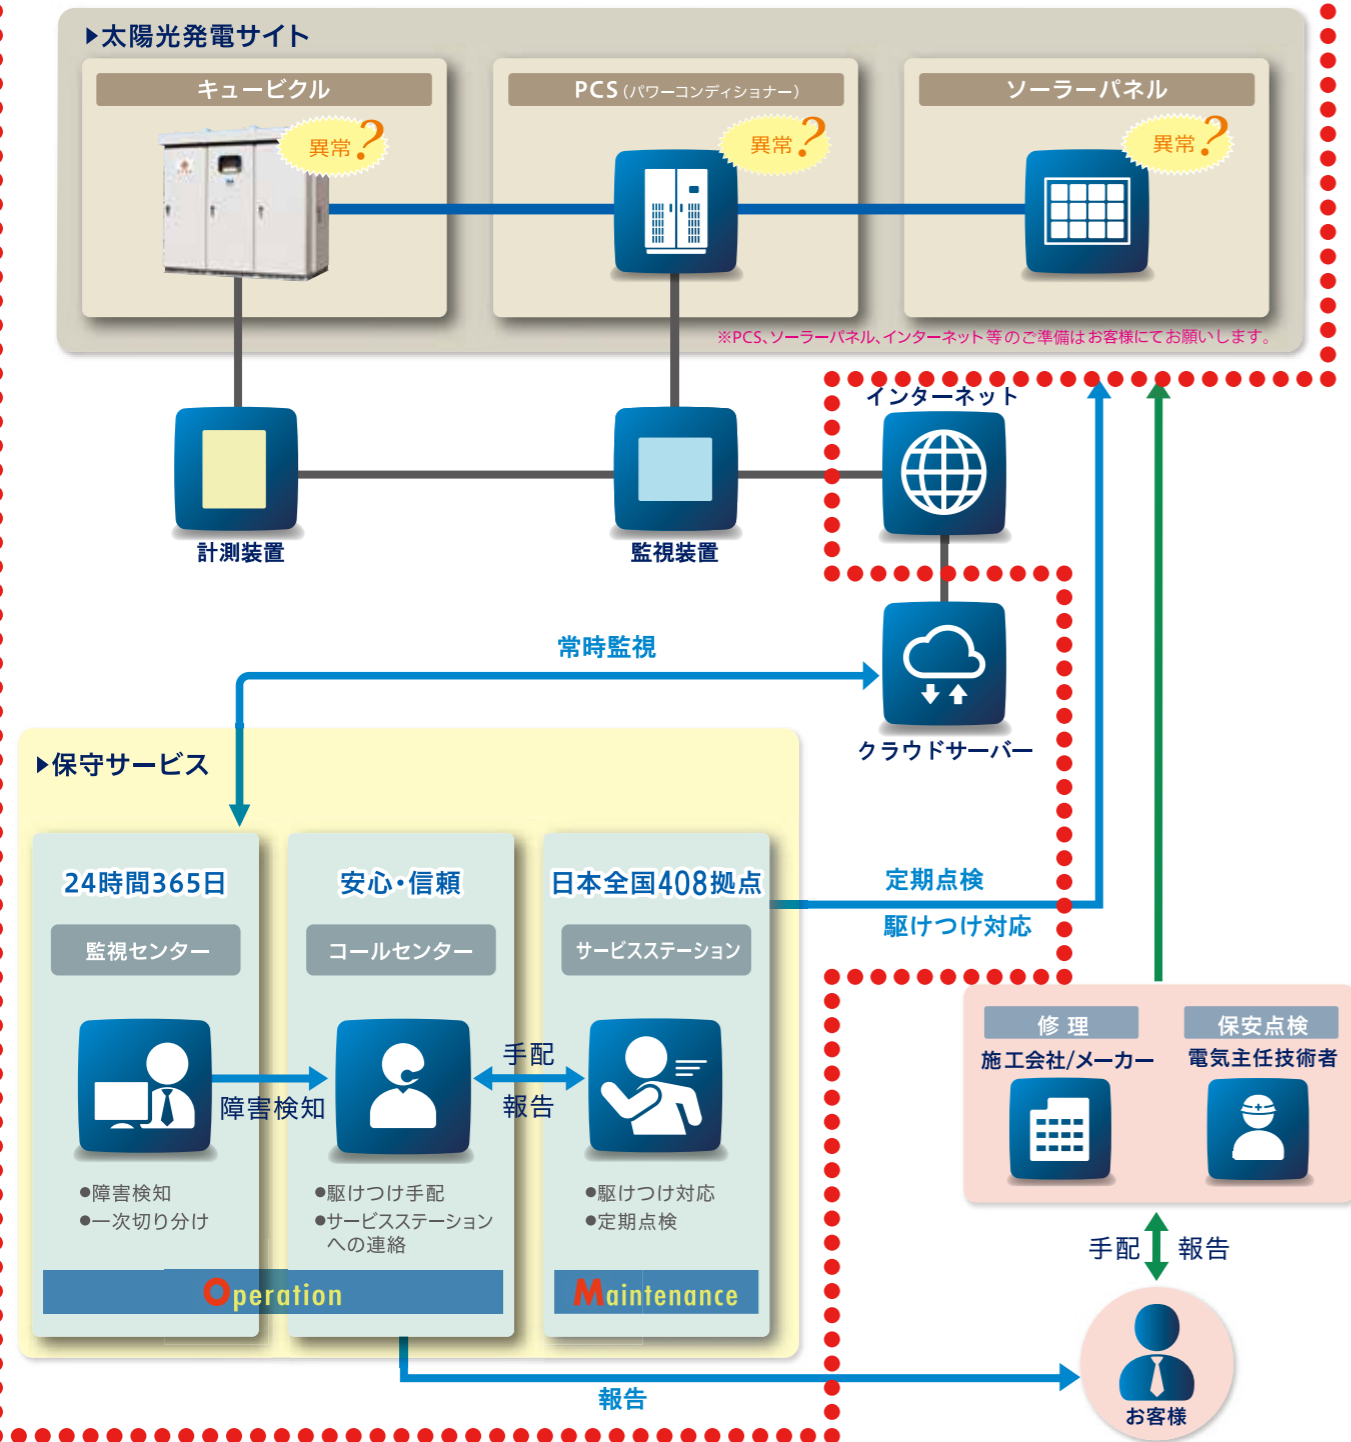 ▶太陽光発電サイト
キュービクル
PCS（パワーコンディショナー）
ソーラーパネル
異常?
異常?
異常?
※PCS、ソーラーパネル、インターネット等のご準備はお客様にてお願いします。
インターネット
計測装置
監視装置
常時監視
クラウドサーバー
▶保守サービス
24時間365日
安心・信頼
日本全国408拠点
監視センター
コールセンター
サービスステーション
定期点検
駆けつけ対応
障害検知
手配
報告
●障害検知
●一次切り分け
●駆けつけ手配
●サービスステーション
への連絡
●駆けつけ対応
●定期点検
Operation
Maintenance
修 理
施工会社/メーカー
保安点検
電気主任技術者
手配
報告
報告
お客様